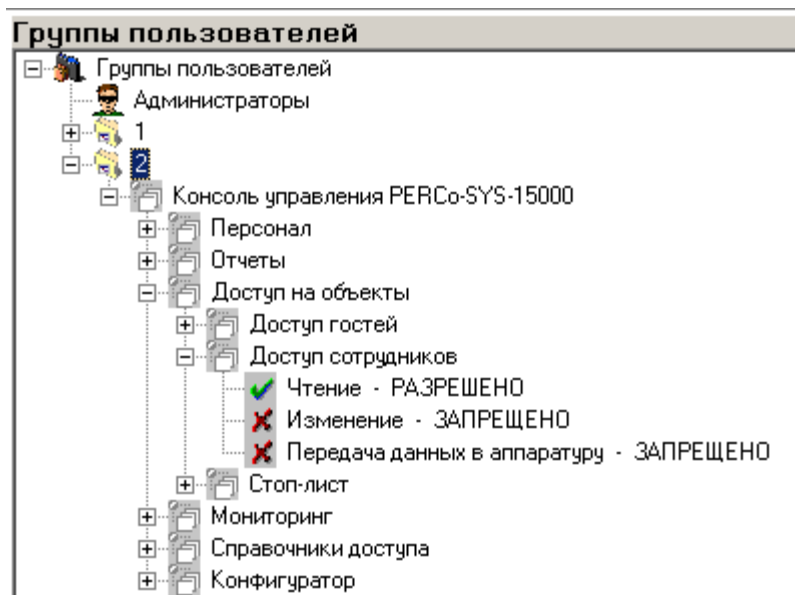 Группы пользователей
Группы пользователей
Администраторы
1
2
Консоль управления PERCo-SYS-15000
Персонал
Отчеты
Доступ на объекты
Доступ гостей
Доступ сотрудников
Чтение - РАЗРЕШЕНО
Изменение - ЗАПРЕЩЕНО
Передача данных в аппаратуру - ЗАПРЕЩЕНО
Стоп-лист
Мониторинг
Справочники доступа
Конфигуратор